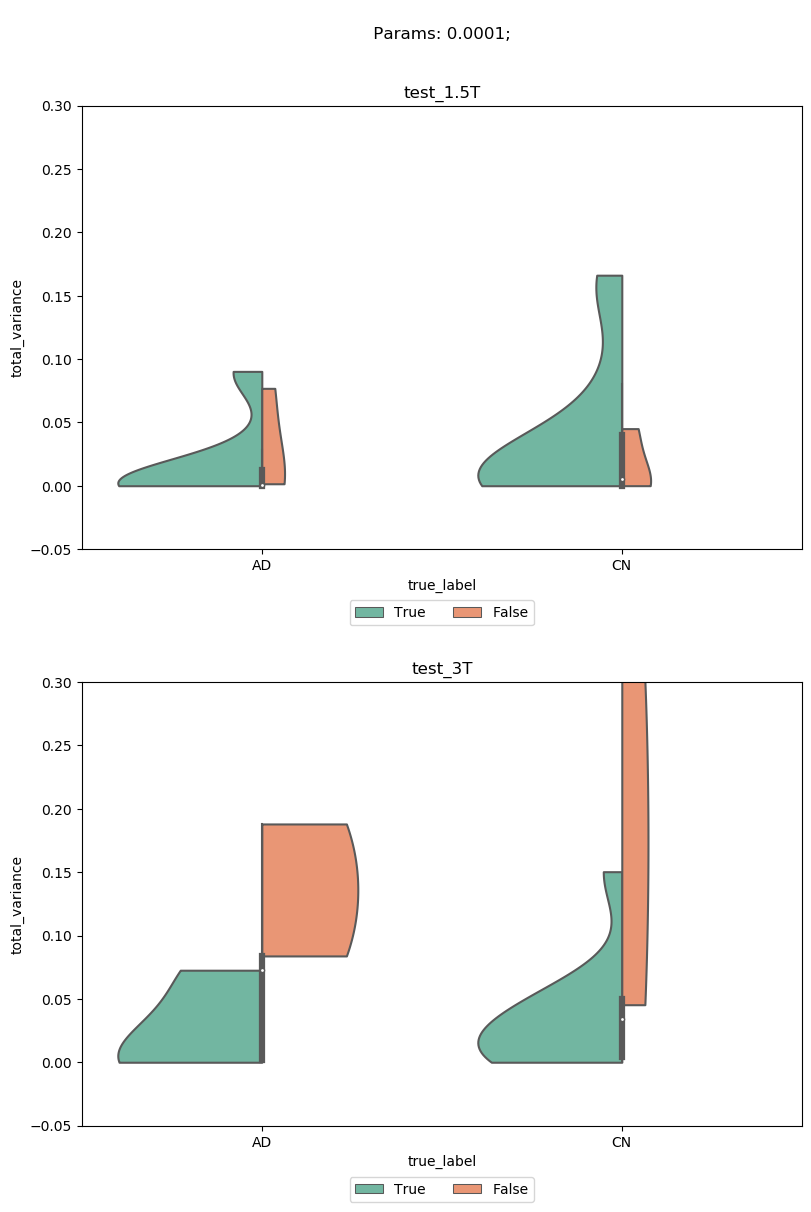 Params: 0.0001;
test_1.5T
0.30
0.25
0.20
0.15
0.10
0.05
0.00
−0.05
total_variance
AD CN
true_label
True False
test_3T
0.30
0.25
0.20
0.15
0.10
0.05
0.00
−0.05
total_variance
AD CN
true_label
True False